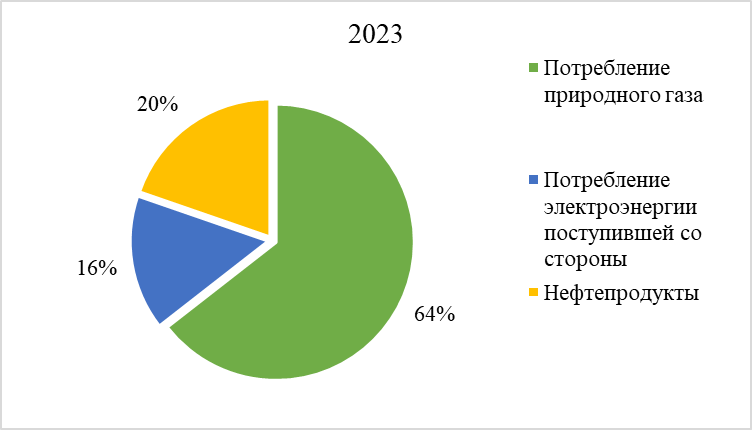 2023
20%
16%
64%
Потребление
природного газа
Потребление
электроэнергии
поступившей со
стороны
Нефтепродукты